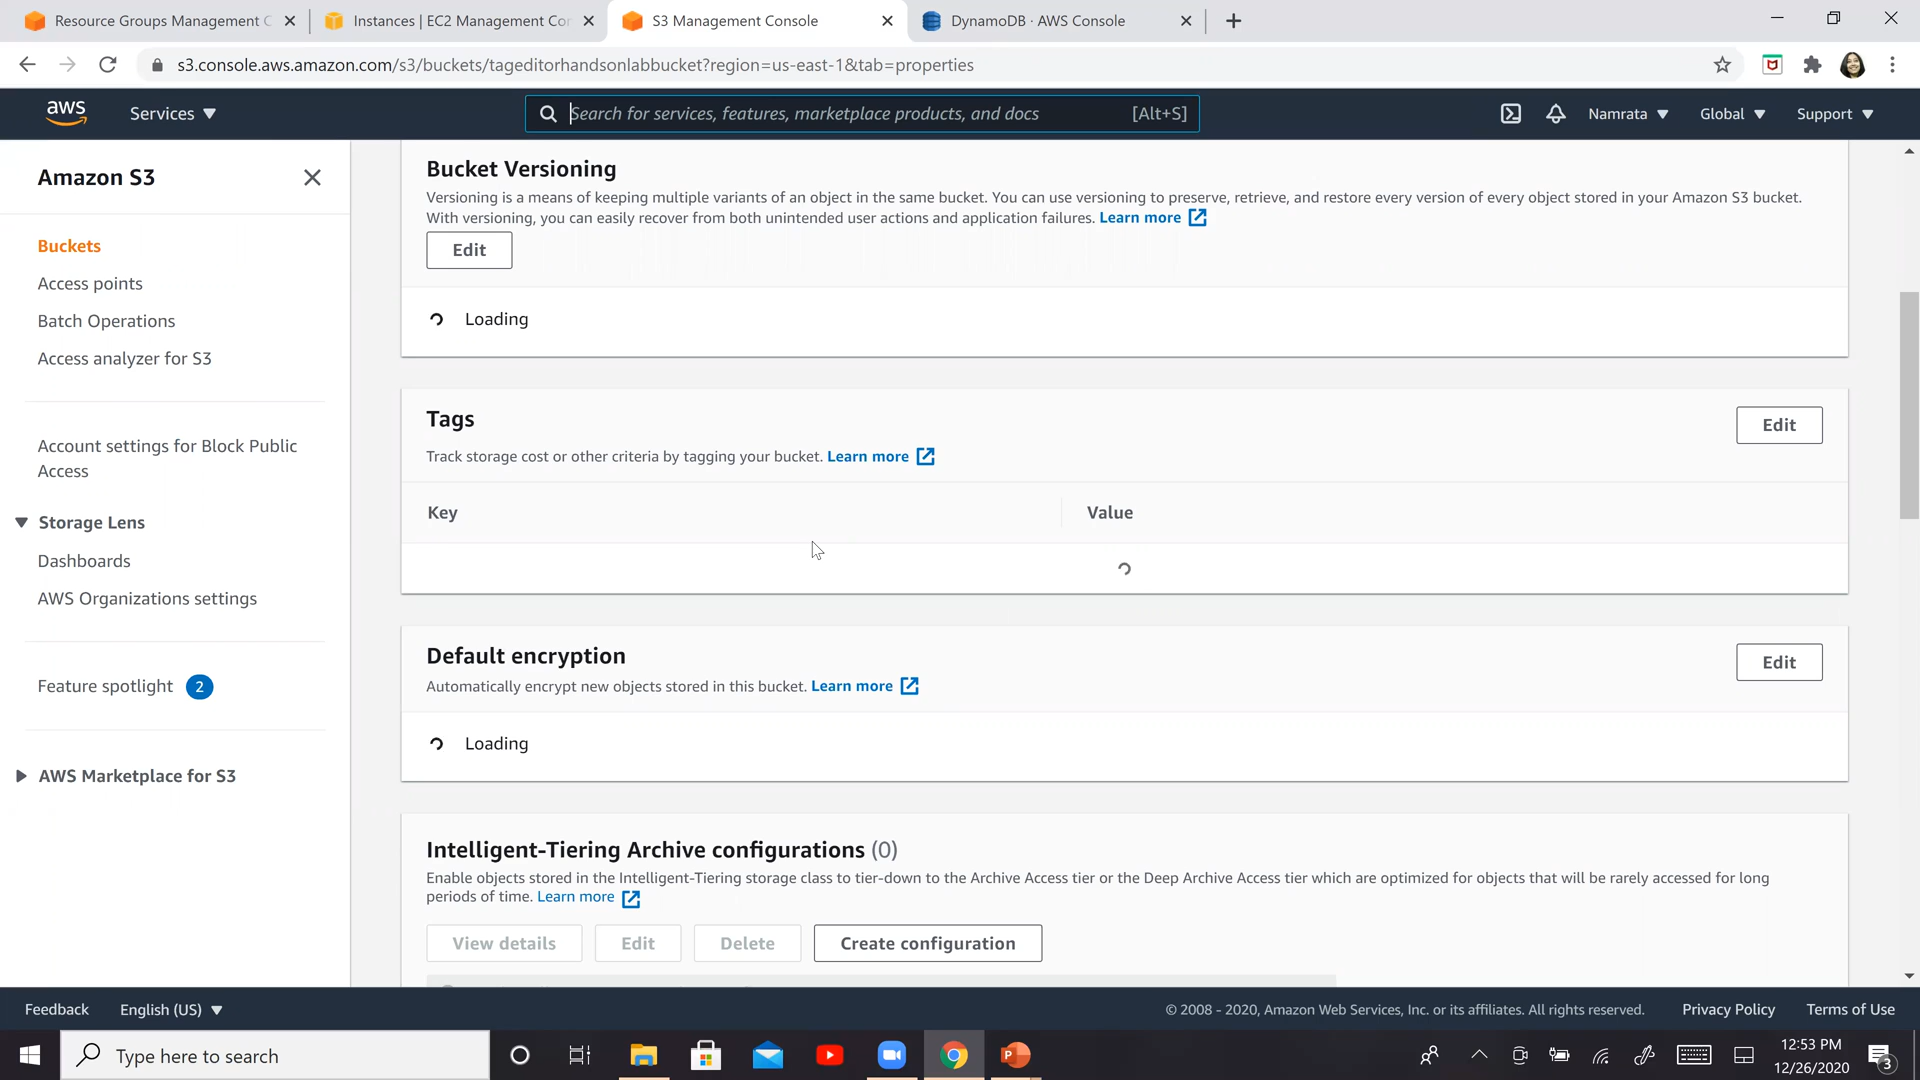 Resource Groups Management C
Instances | EC2 Management Con
S3 Management Console
DynamoDB · AWS Console
s3.console.aws.amazon.com/s3/buckets/tageditorhandsonlabbucket?region=us-east-1&tab=properties
aws
Services
Search for services, features, marketplace products, and docs
[Alt+S]
Namrata
Global
Support
Amazon S3
Buckets
Access points
Batch Operations
Access analyzer for S3
Account settings for Block Public
Access
Storage Lens
Dashboards
AWS Organizations settings
Feature spotlight 2
AWS Marketplace for S3
Bucket Versioning
Versioning is a means of keeping multiple variants of an object in the same bucket. You can use versioning to preserve, retrieve, and restore every version of every object stored in your Amazon S3 bucket.
With versioning, you can easily recover from both unintended user actions and application failures. Learn more
Edit
Loading
Tags
Edit
Track storage cost or other criteria by tagging your bucket. Learn more
Key
Value
Default encryption
Edit
Automatically encrypt new objects stored in this bucket. Learn more
Loading
Intelligent-Tiering Archive configurations (0)
Enable objects stored in the Intelligent-Tiering storage class to tier-down to the Archive Access tier or the Deep Archive Access tier which are optimized for objects that will be rarely accessed for long
periods of time. Learn more
View details
Edit
Delete
Create configuration
Feedback
English (US)
© 2008 - 2020, Amazon Web Services, Inc. or its affiliates. All rights reserved.
Privacy Policy
Terms of Use
Type here to search
12:53 PM
12/26/2020
3